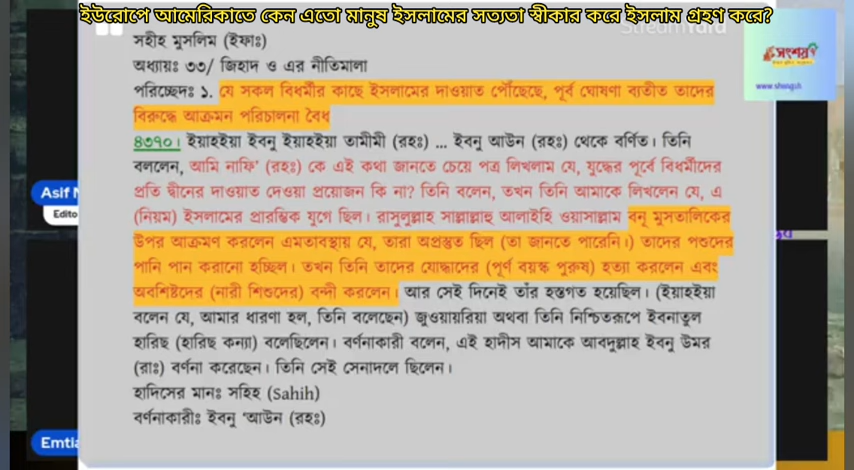 ইউরোপে আমেরিকাতে কেন এতো মানুষ ইসলামের সত্যতা স্বীকার করে ইসলাম গ্রহণ করে?
StreamYard
সহীহ মুসলিম (ইফাঃ)
সংশয়
অধ্যায়ঃ ৩৩/ জিহাদ ও এর নীতিমালা
পরিচ্ছেদঃ ১. যে সকল বিধর্মীর কাছে ইসলামের দাওয়াত পৌঁছেছে, পূর্ব ঘোষণা ব্যতীত তাদের
বিরুদ্ধে আক্রমন পরিচালনা বৈধ
৪৩৭০। ইয়াহইয়া ইবনু ইয়াহইয়া তামীমী (রহঃ) ... ইবনু আউন (রহঃ) থেকে বর্ণিত। তিনি
বললেন, আমি নাফি' (রহঃ) কে এই কথা জানতে চেয়ে পত্র লিখলাম যে, যুদ্ধের পূর্বে বিধর্মীদের
প্রতি দ্বীনের দাওয়াত দেওয়া প্রয়োজন কি না? তিনি বলেন, তখন তিনি আমাকে লিখলেন যে, এ
(নিয়ম) ইসলামের প্রারম্ভিক যুগে ছিল। রাসুলুল্লাহ সাল্লাল্লাহু আলাইহি ওয়াসাল্লাম বনূ মুসতালিকের
উপর আক্রমণ করলেন এমতাবস্থায় যে, তারা অপ্রস্তুত ছিল (তা জানতে পারেনি।) তাদের পশুদের
পানি পান করানো হচ্ছিল। তখন তিনি তাদের যোদ্ধাদের (পূর্ণ বয়স্ক পুরুষ) হত্যা করলেন এবং
অবশিষ্টদের (নারী শিশুদের) বন্দী করলেন। আর সেই দিনেই তাঁর হস্তগত হয়েছিল। (ইয়াহইয়া
বলেন যে, আমার ধারণা হল, তিনি বলেছেন) জুওয়ায়রিয়া অথবা তিনি নিশ্চিতরূপে ইবনাতুল
হারিছ (হারিছ কন্যা) বলেছিলেন। বর্ণনাকারী বলেন, এই হাদীস আমাকে আবদুল্লাহ ইবনু উমর
(রাঃ) বর্ণনা করেছেন। তিনি সেই সেনাদলে ছিলেন।
হাদিসের মানঃ সহিহ (Sahih)
বর্ণনাকারীঃ ইবনু 'আউন (রহঃ)
Asif
Edito
Emtia